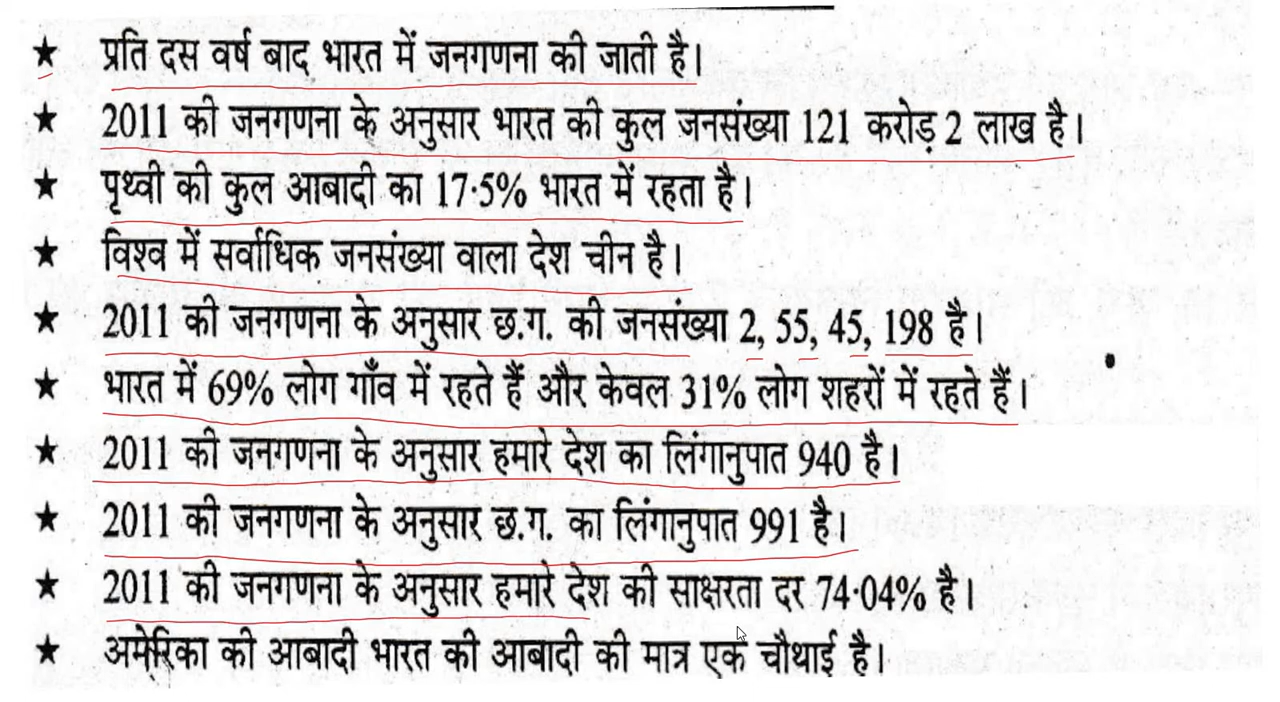 ★ प्रति दस वर्ष बाद भारत में जनगणना की जाती है।
★ 2011 की जनगणना के अनुसार भारत की कुल जनसंख्या 121 करोड़ 2 लाख है।
★ पृथ्वी की कुल आबादी का 17·5% भारत में रहता है।
★ विश्व में सर्वाधिक जनसंख्या वाला देश चीन है।
★ 2011 की जनगणना के अनुसार छ.ग. की जनसंख्या 2, 55, 45, 198 है।
★ भारत में 69% लोग गाँव में रहते हैं और केवल 31% लोग शहरों में रहते हैं।
★ 2011 की जनगणना के अनुसार हमारे देश का लिंगानुपात 940 है।
★ 2011 की जनगणना के अनुसार छ.ग. का लिंगानुपात 991 है।
★ 2011 की जनगणना के अनुसार हमारे देश की साक्षरता दर 74·04% है।
★ अमेरिका की आबादी भारत की आबादी की मात्र एक चौथाई है।